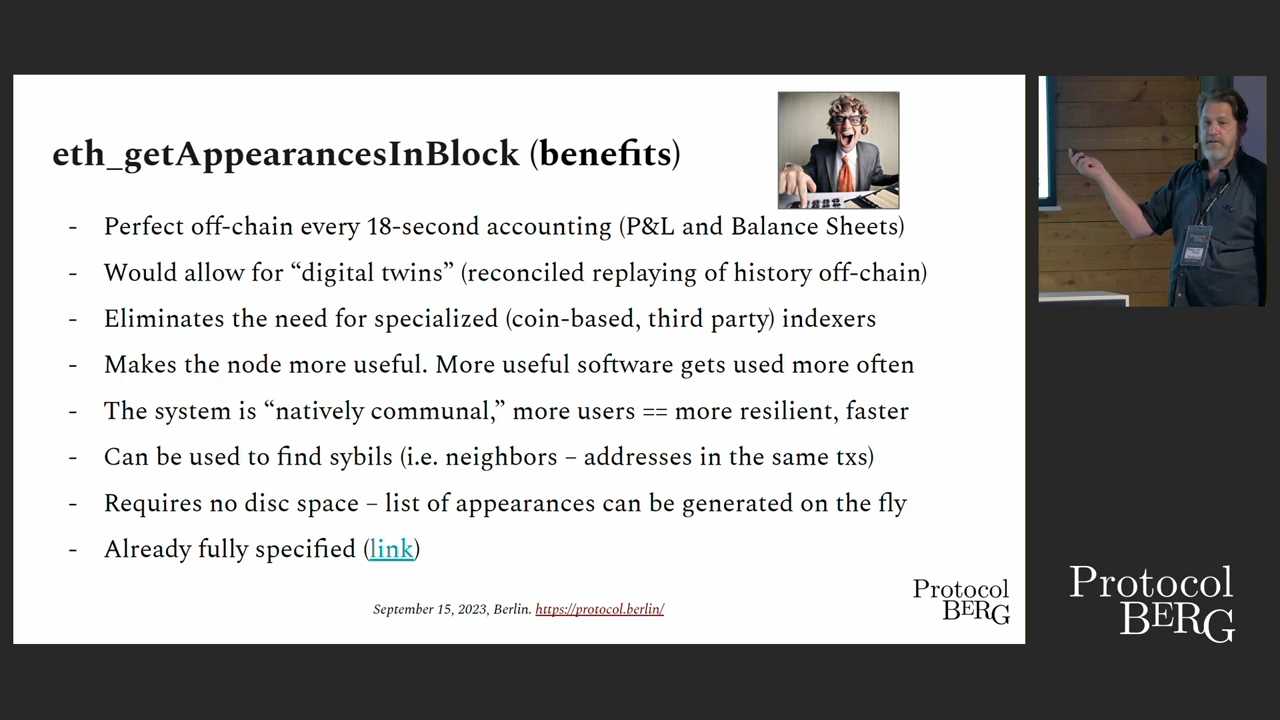 eth_getAppearancesInBlock (benefits)
- Perfect off-chain every 18-second accounting (P&L and Balance Sheets)
- Would allow for “digital twins” (reconciled replaying of history off-chain)
- Eliminates the need for specialized (coin-based, third party) indexers
- Makes the node more useful. More useful software gets used more often
- The system is “natively communal,” more users == more resilient, faster
- Can be used to find sybils (i.e. neighbors – addresses in the same txs)
- Requires no disc space – list of appearances can be generated on the fly
- Already fully specified (link)
September 15, 2023, Berlin. https://protocol.berlin/
Protocol
BERG
Protocol
BERG